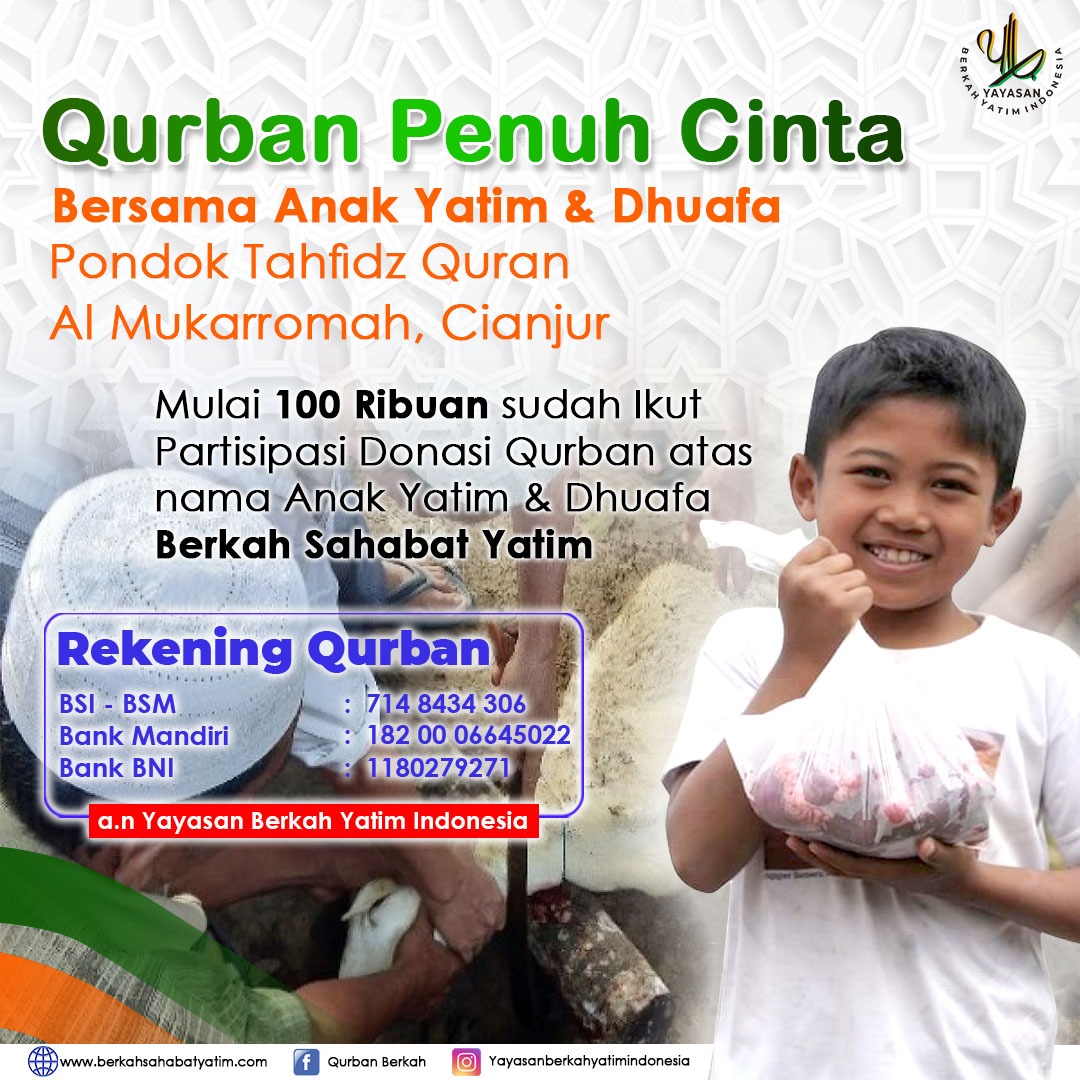 BERKAH YATIM INDONESIA
YAYASAN
Qurban Penuh Cinta
Bersama Anak Yatim & Dhuafa
Pondok Tahfidz Quran
Al Mukarromah, Cianjur
Mulai 100 Ribuan sudah Ikut
Partisipasi Donasi Qurban atas
nama Anak Yatim & Dhuafa
Berkah Sahabat Yatim
Rekening Qurban
BSI - BSM : 714 8434 306
Bank Mandiri : 182 00 06645022
Bank BNI : 1180279271
a.n Yayasan Berkah Yatim Indonesia
www.berkahsahabatyatim.com Qurban Berkah Yayasanberkahyatimindonesia